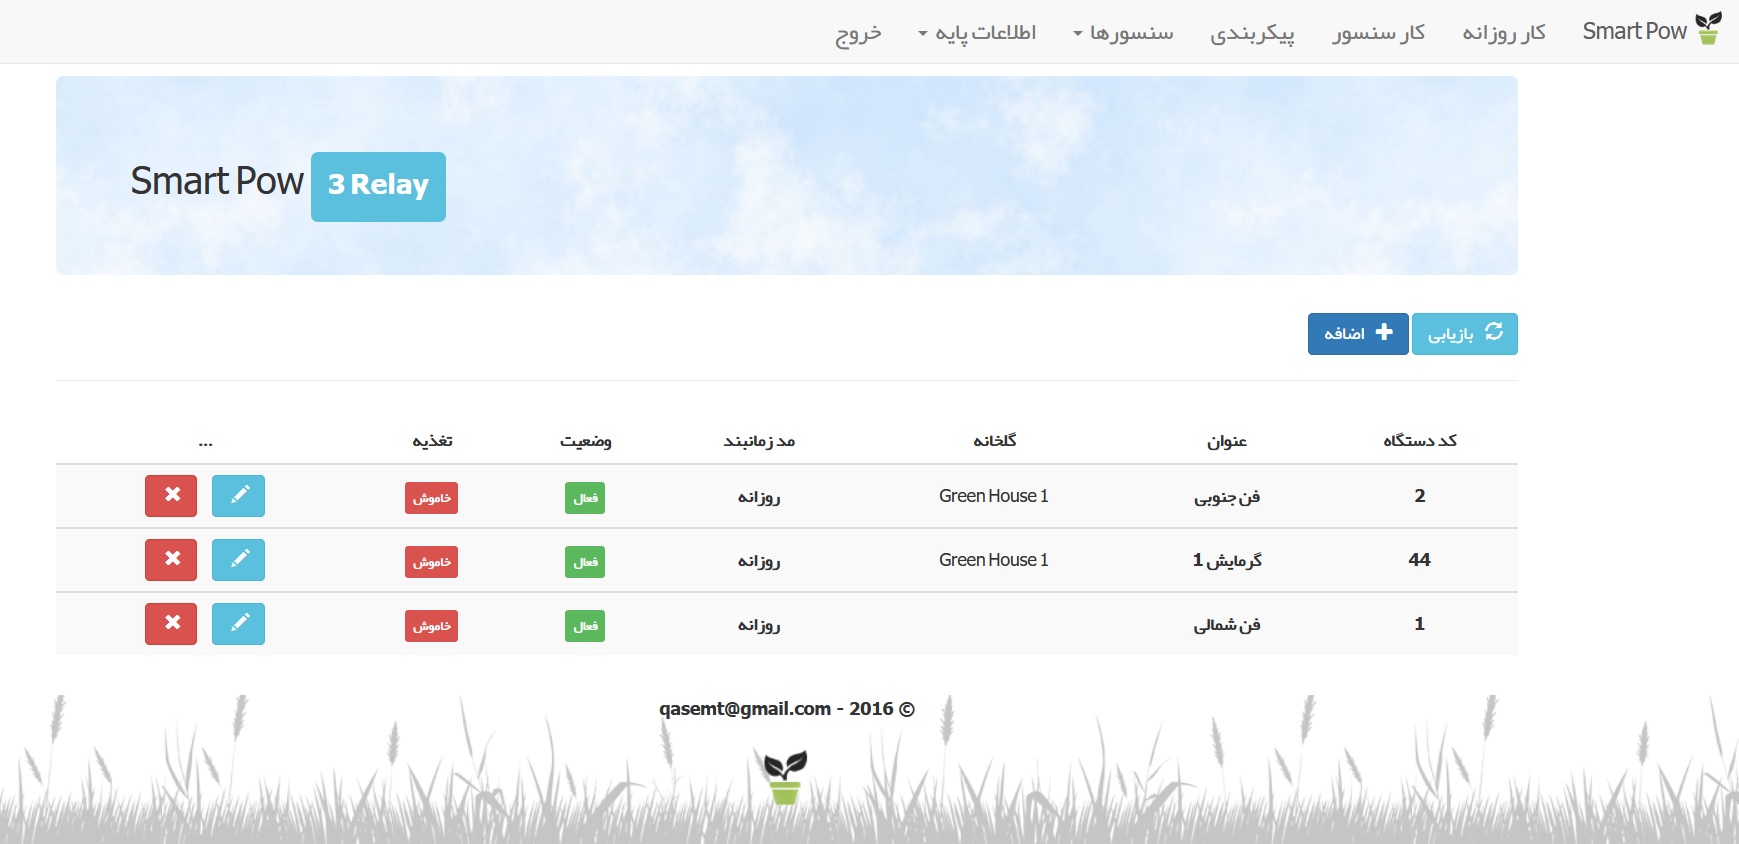 Smart Pow کار روزانه کار سنسور پیکربندی سنسورها اطلاعات پایه خروج
Smart Pow 3 Relay
بازیابی اضافه
کد دستگاه عنوان گلخانه مد زمانبند وضعیت تغذیه ...
2 فن جنوبی Green House 1 روزانه فعال خاموش
44 گرمایش 1 Green House 1 روزانه فعال خاموش
1 فن شمالی روزانه فعال خاموش
qasemt@gmail.com - 2016 ©